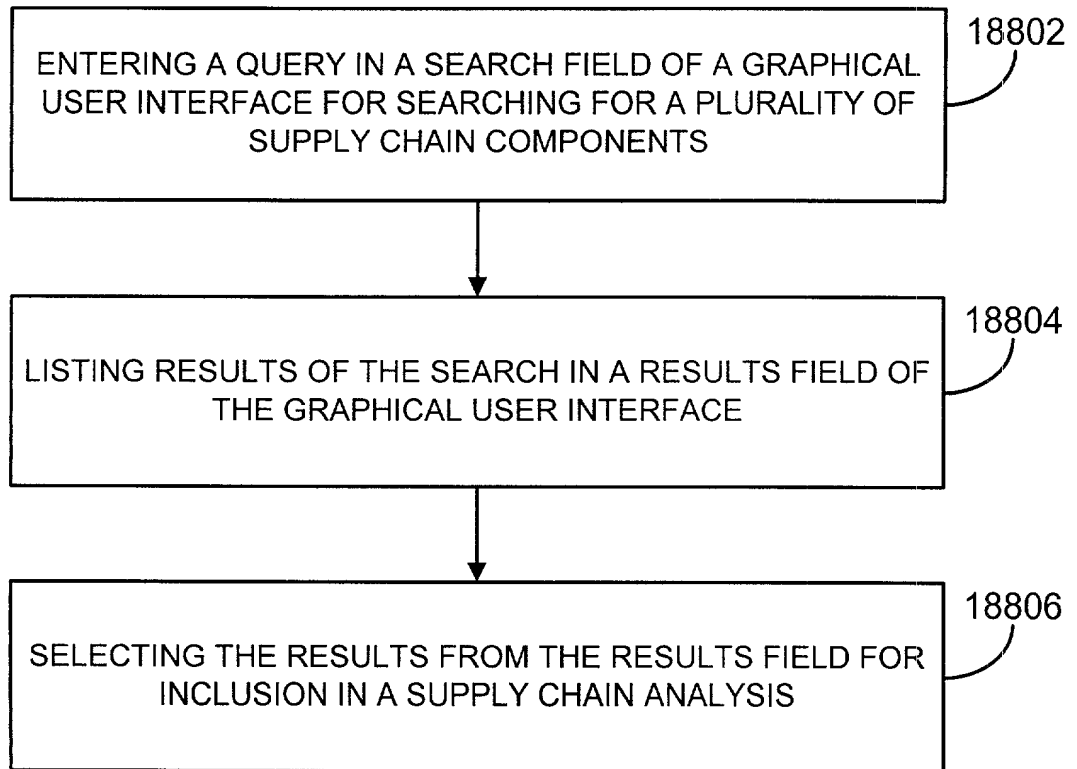 18802
ENTERING A QUERY IN A SEARCH FIELD OF A GRAPHICAL
USER INTERFACE FOR SEARCHING FOR A PLURALITY OF
SUPPLY CHAIN COMPONENTS
18804
LISTING RESULTS OF THE SEARCH IN A RESULTS FIELD OF
THE GRAPHICAL USER INTERFACE
18806
SELECTING THE RESULTS FROM THE RESULTS FIELD FOR
INCLUSION IN A SUPPLY CHAIN ANALYSIS